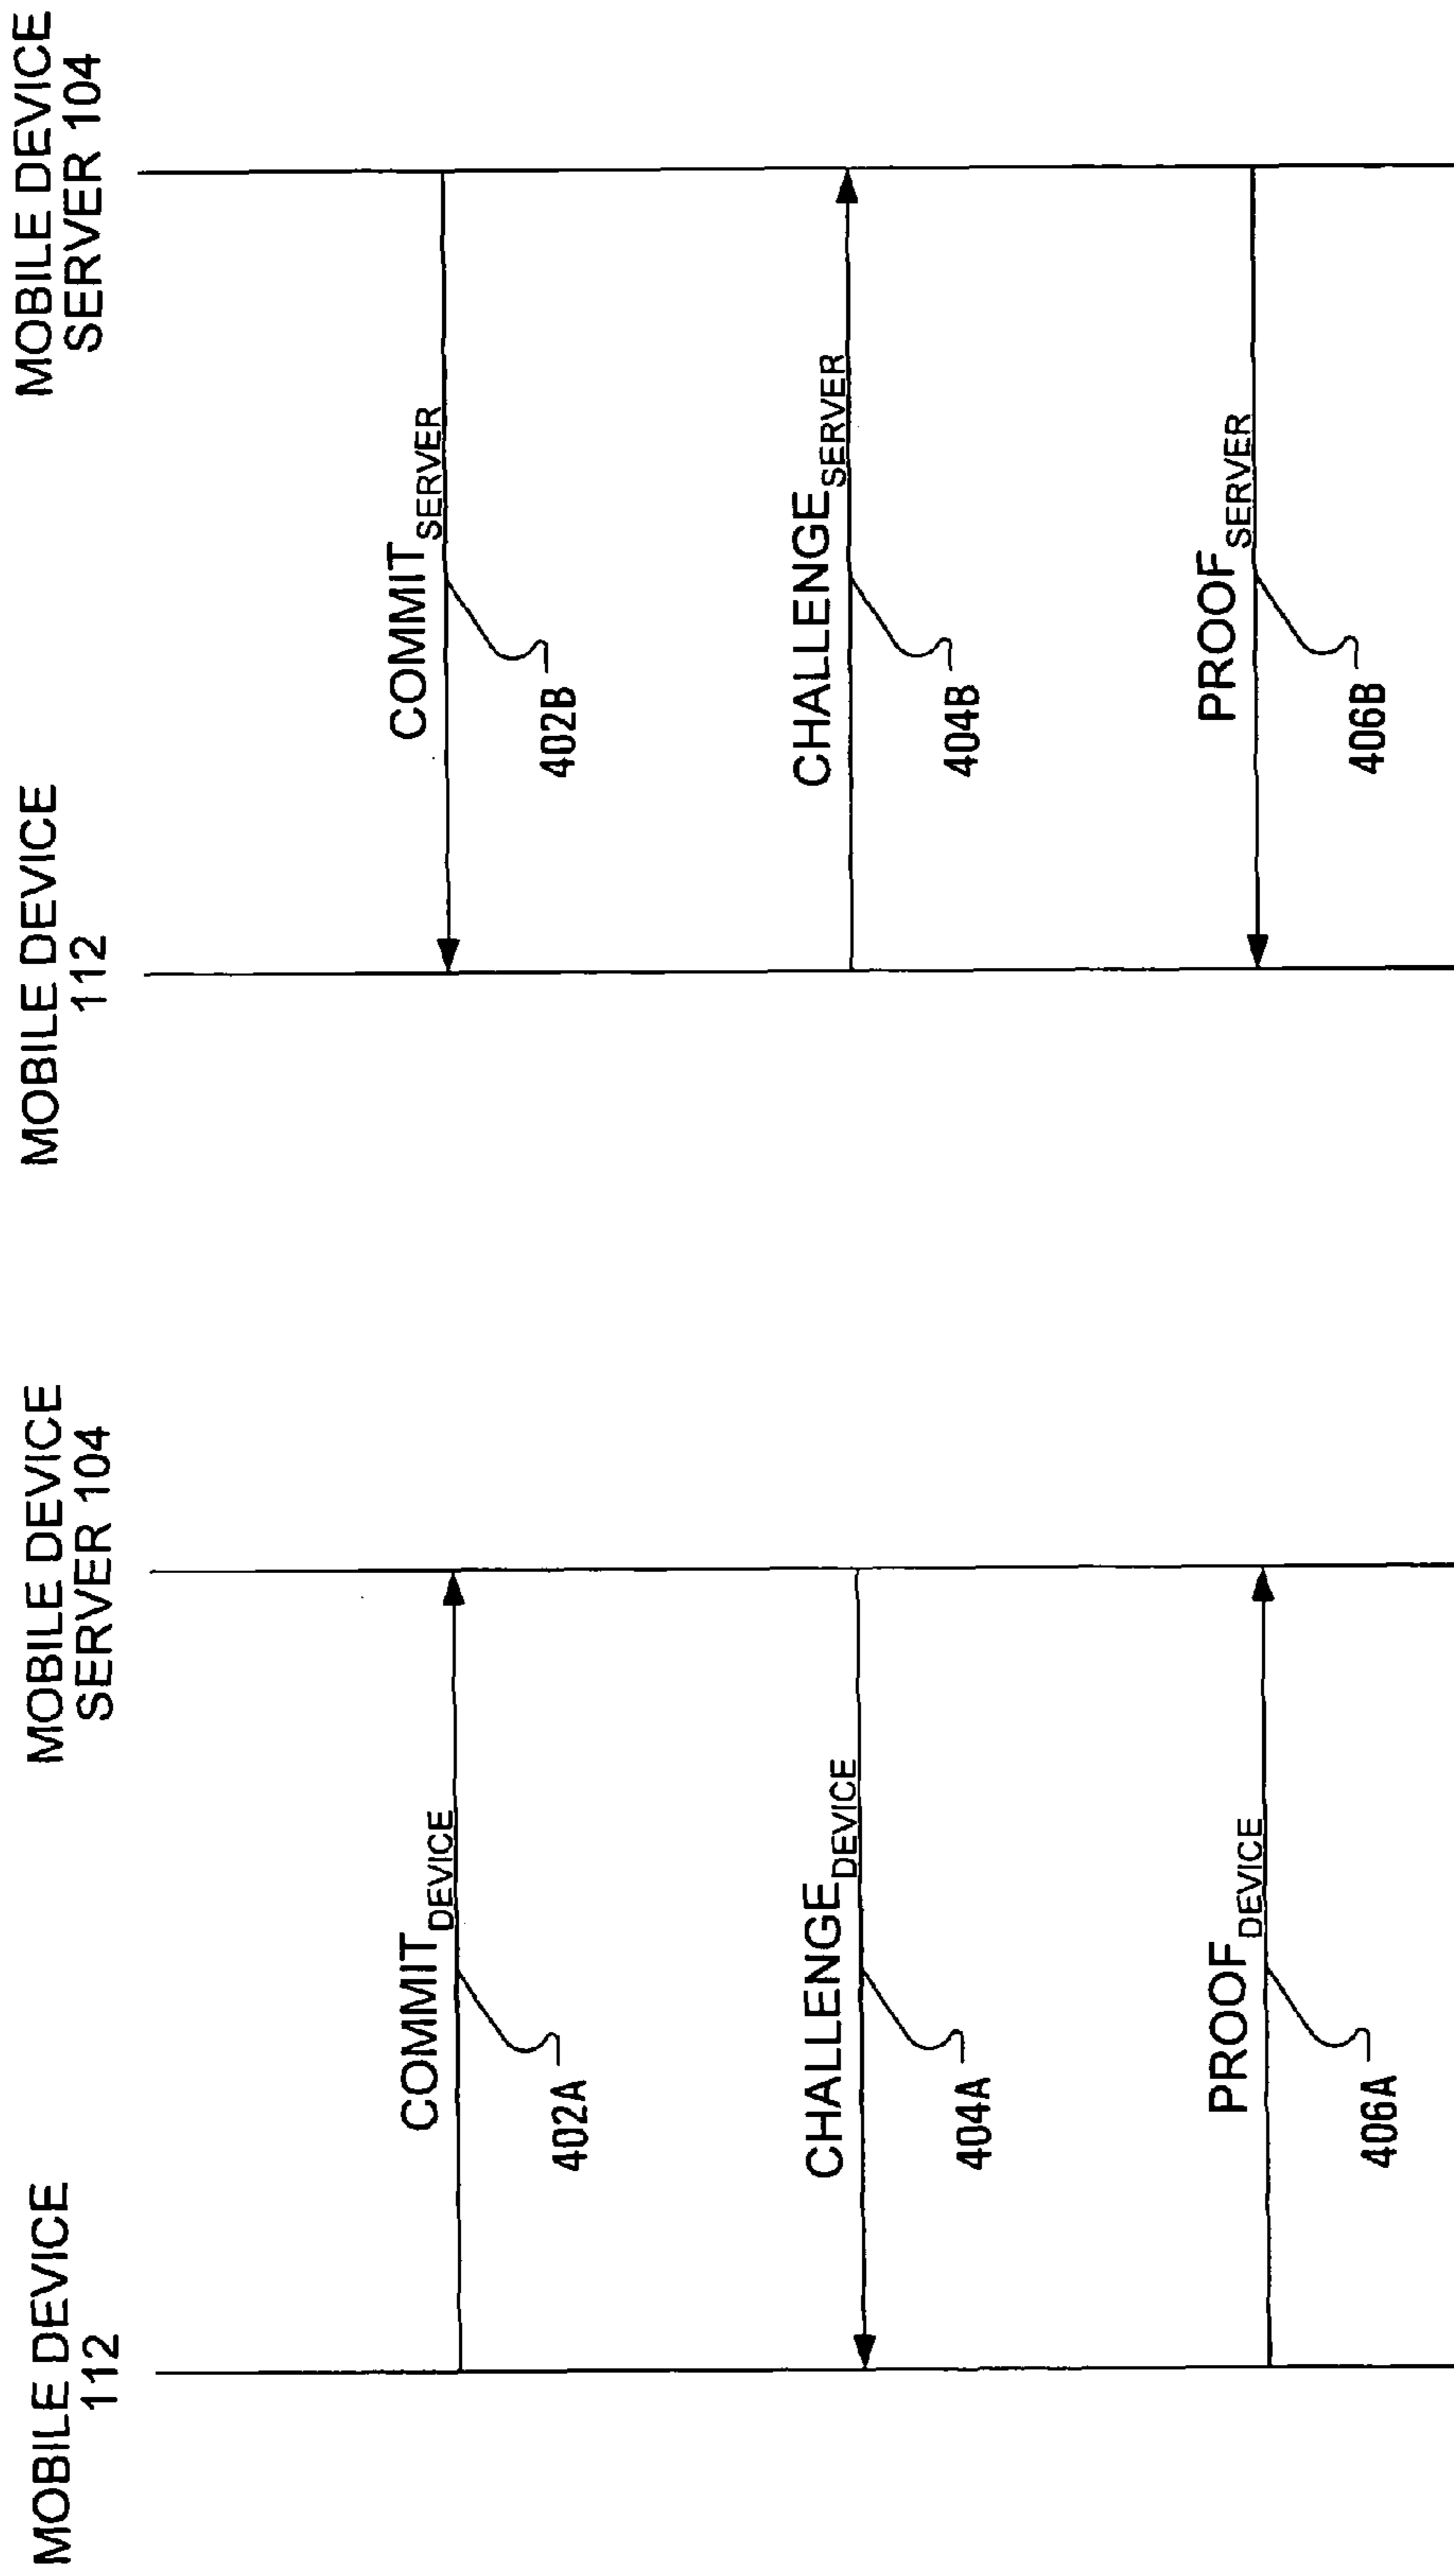 MOBILE DEVICE
112
MOBILE DEVICE
SERVER 104
COMMIT DEVICE
402A
CHALLENGE DEVICE
404A
PROOF DEVICE
406A
MOBILE DEVICE
112
MOBILE DEVICE
SERVER 104
COMMIT SERVER
402B
CHALLENGE SERVER
404B
PROOF SERVER
406B